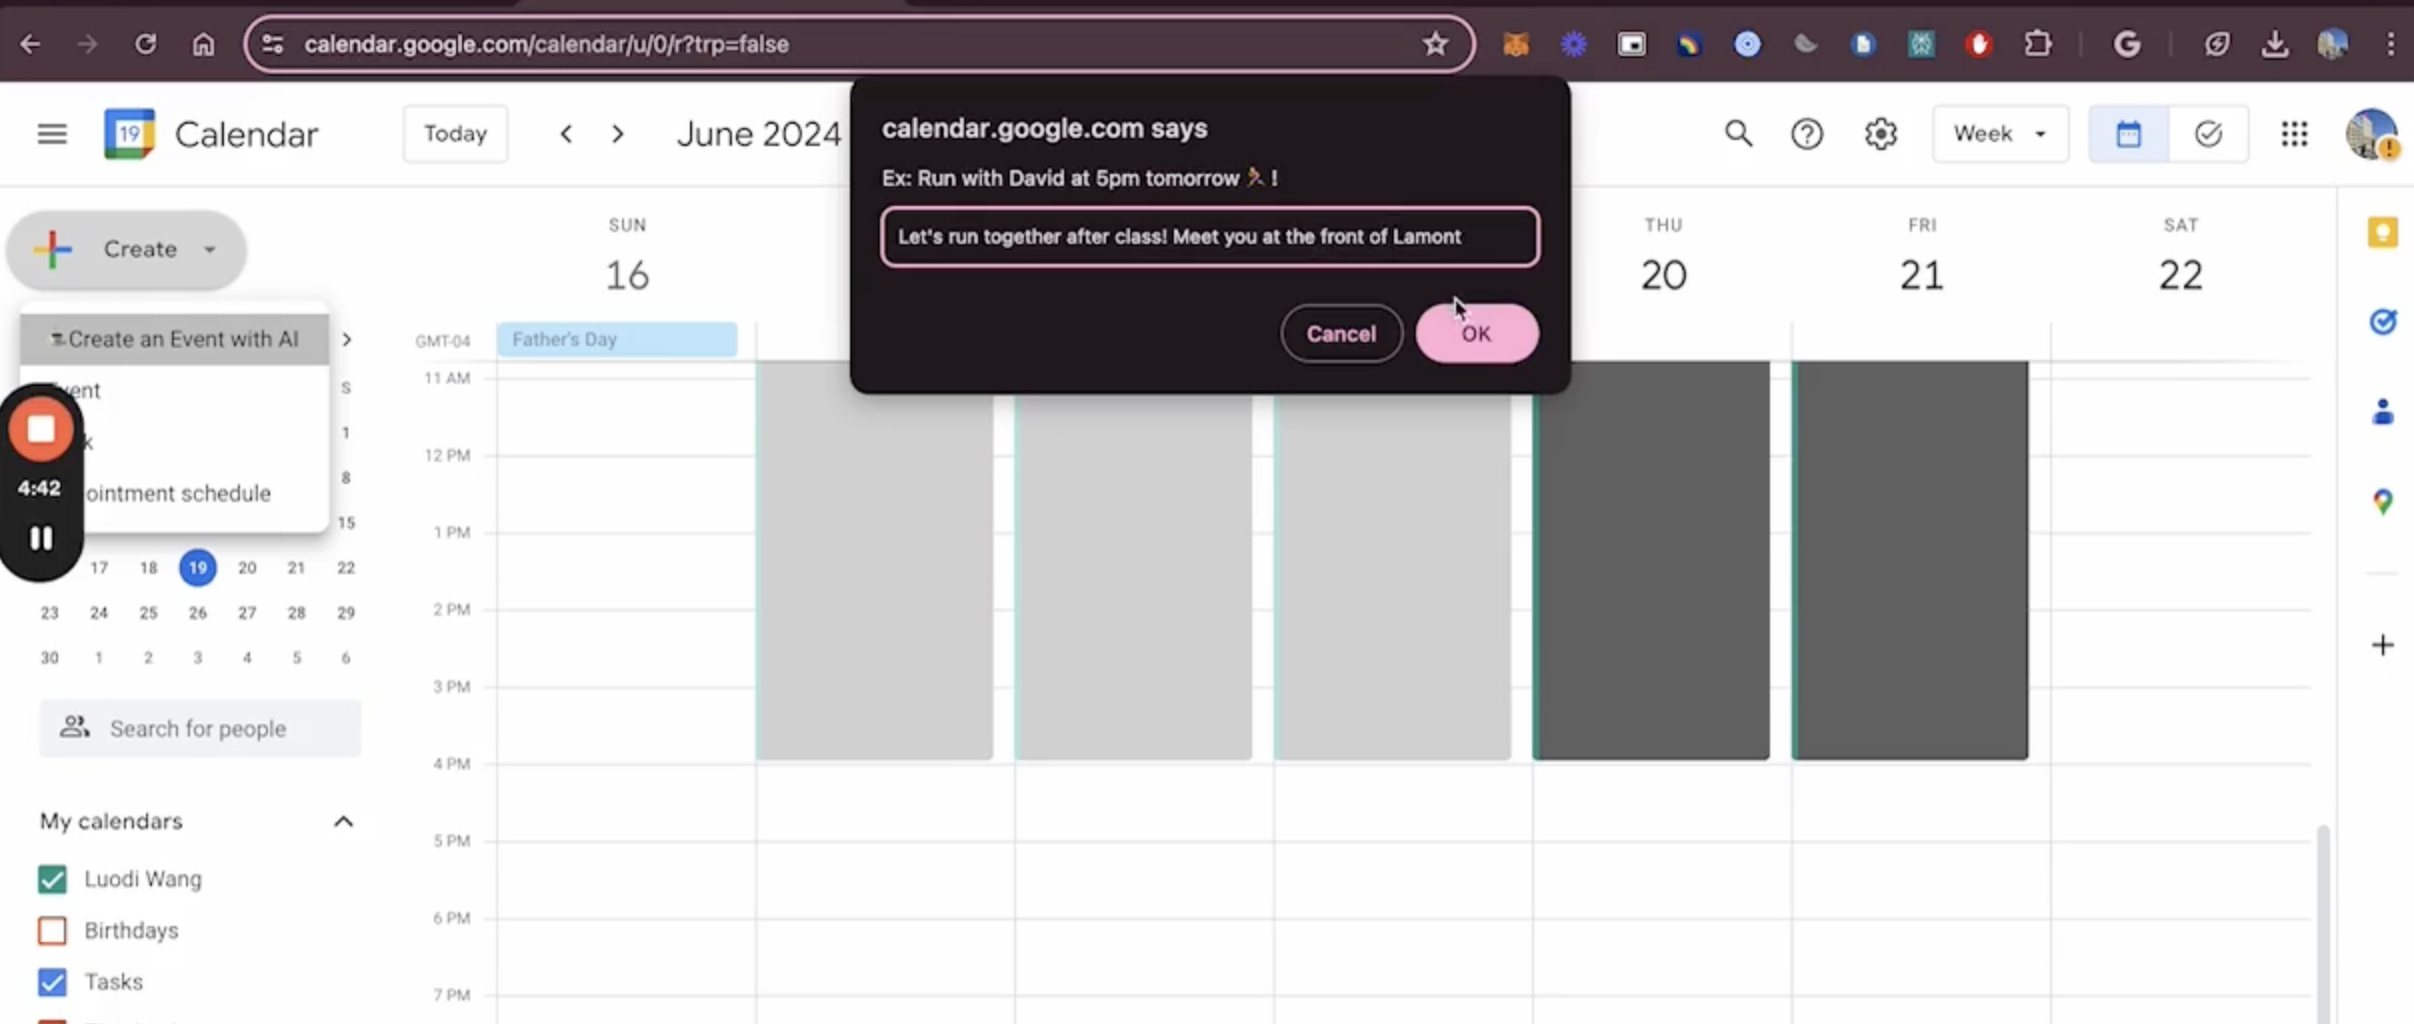 calendar.google.com/calendar/u/0/r?trp=false
19
Calendar
Today
June 2024
Week
calendar.google.com says
Ex: Run with David at 5pm tomorrow 🏃!
Let's run together after class! Meet you at the front of Lamont
Cancel
OK
Create
Create an Event with AI
ointment schedule
4:42
S
1
8
15
17 18 19 20 21 22
23 24 25 26 27 28 29
30 1 2 3 4 5 6
Search for people
My calendars
Luodi Wang
Birthdays
Tasks
SUN
16
THU
20
FRI
21
SAT
22
GMT-04
Father's Day
11 AM
12 PM
1 PM
2 PM
3 PM
4 PM
5 PM
6 PM
7 PM